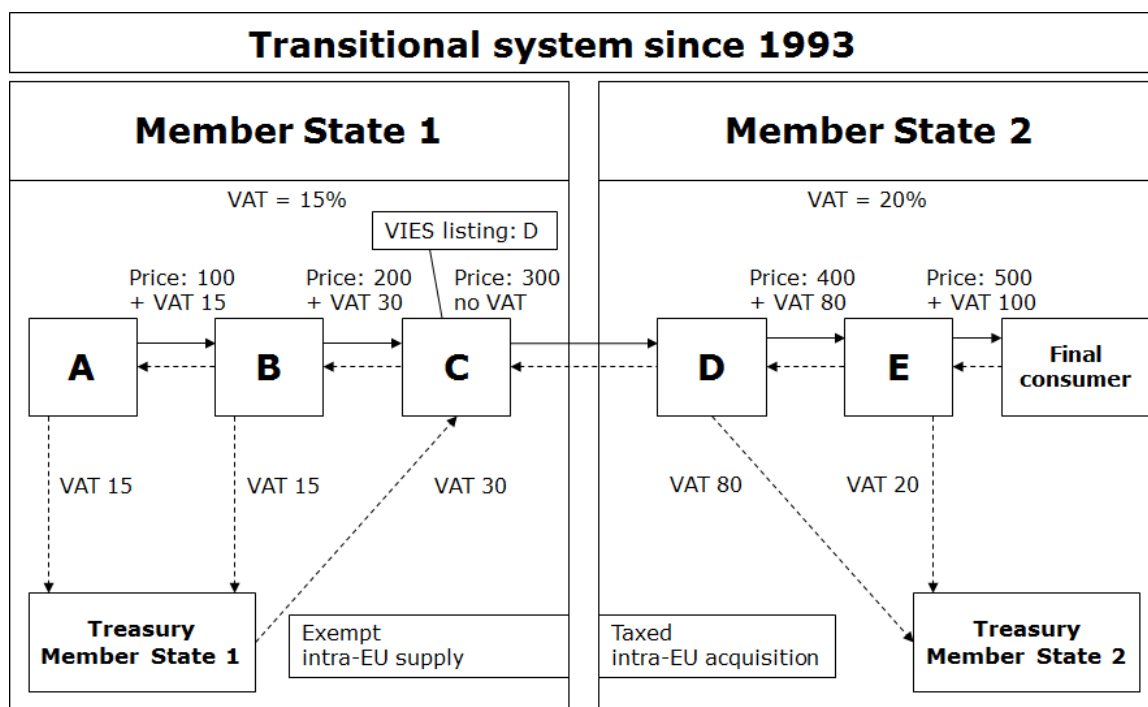 Transitional system since 1993
Member State 1
Member State 2
VAT = 15%
VAT = 20%
VIES listing: D
Price: 100
+ VAT 15
Price: 200
+ VAT 30
Price: 300
no VAT
Price: 400
+ VAT 80
Price: 500
+ VAT 100
A
B
C
D
E
Final
consumer
VAT 15
VAT 15
VAT 30
VAT 80
VAT 20
Treasury
Member State 1
Exempt
intra-EU supply
Taxed
intra-EU acquisition
Treasury
Member State 2